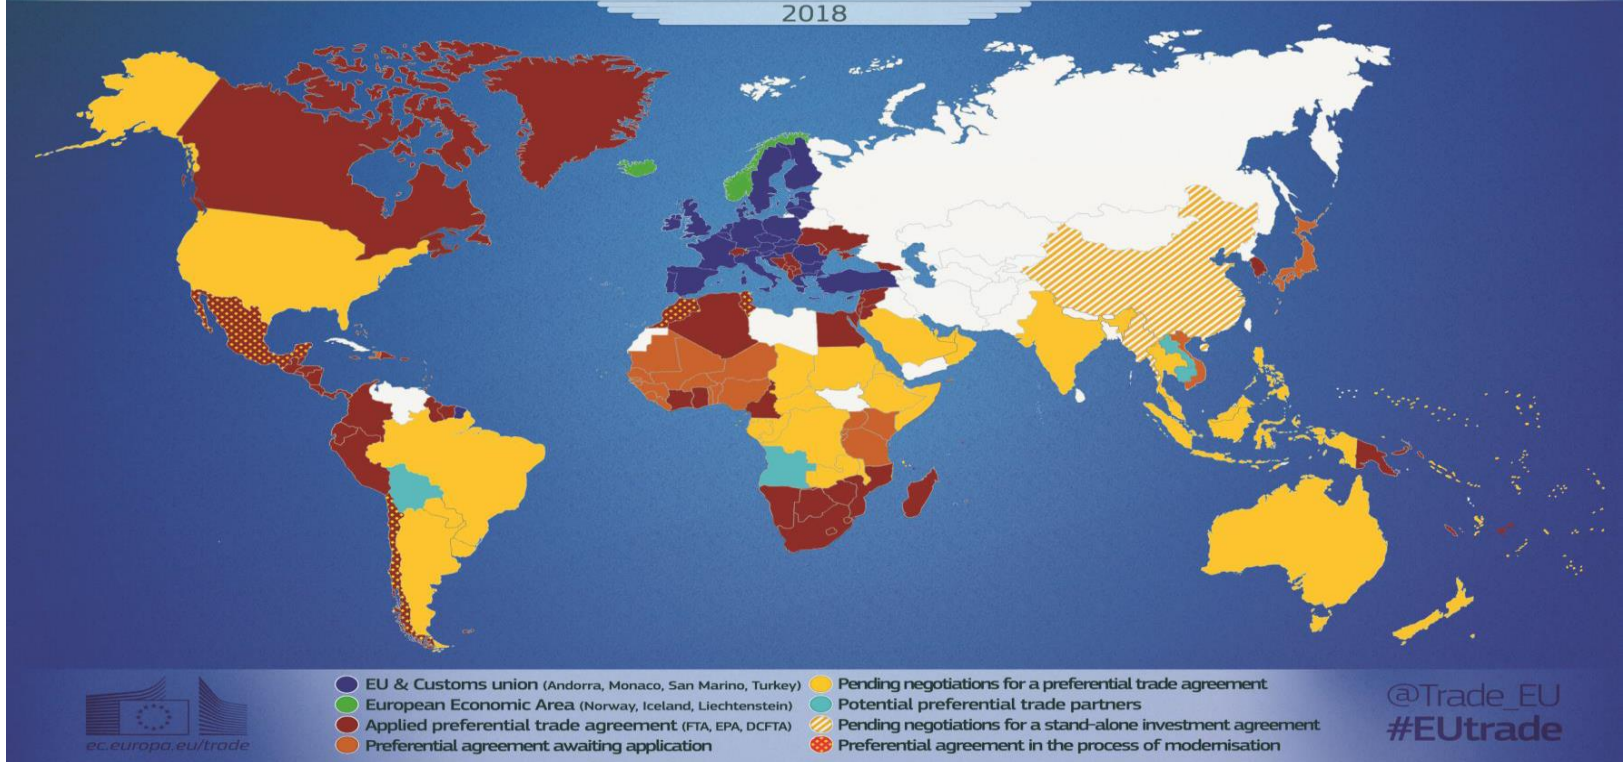 2018
EU & Customs union (Andorra, Monaco, San Marino, Turkey)
European Economic Area (Norway, Iceland, Liechtenstein)
Applied preferential trade agreement (FTA, EPA, DCFTA)
Preferential agreement awaiting application
Pending negotiations for a preferential trade agreement
Potential preferential trade partners
Pending negotiations for a stand-alone investment agreement
Preferential agreement in the process of modernisation
ec.europa.eu/trade
@Trade_EU
#EUtrade